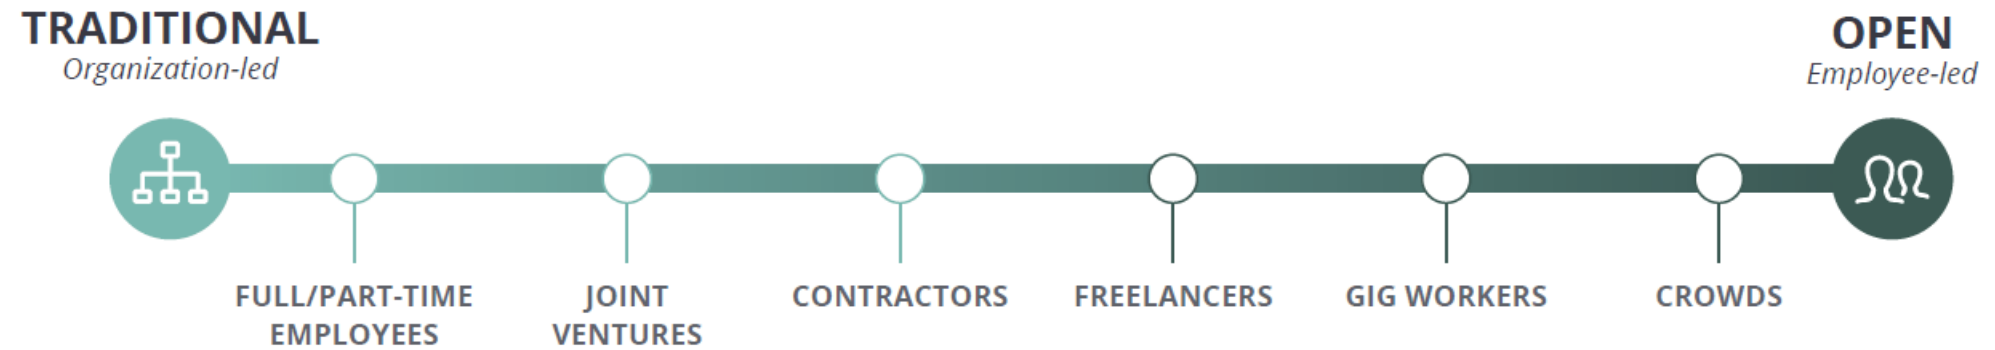 TRADITIONAL
Organization-led
OPEN
Employee-led
FULL/PART-TIME
EMPLOYEES
JOINT
VENTURES
CONTRACTORS
FREELANCERS
GIG WORKERS
CROWDS